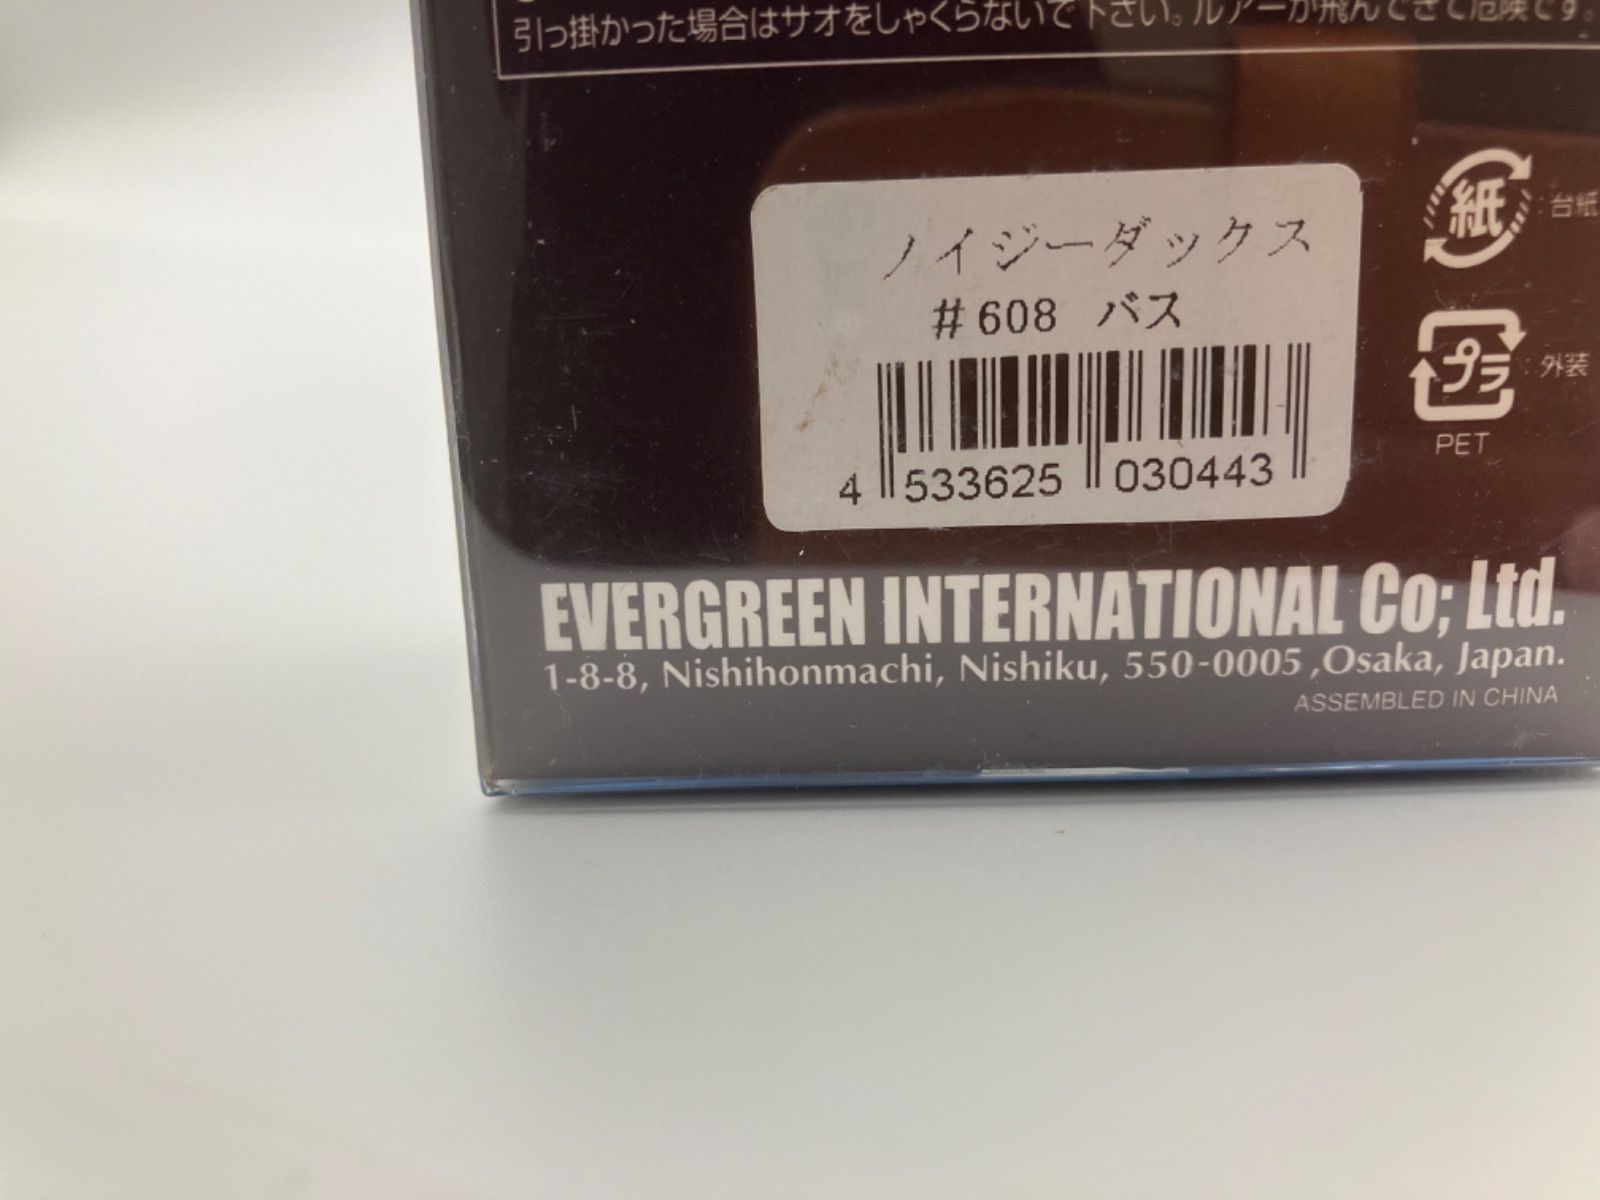 引っ掛かった場合はサオをしゃくらないで下さい。ルアーが飛んできて危険です。
ノイジーダックス
#608 バス
4 533625 030443
紙 : 台紙
プラ : 外装
PET
EVERGREEN INTERNATIONAL Co; Ltd.
1-8-8, Nishihonmachi, Nishiku, 550-0005 ,Osaka, Japan.
ASSEMBLED IN CHINA